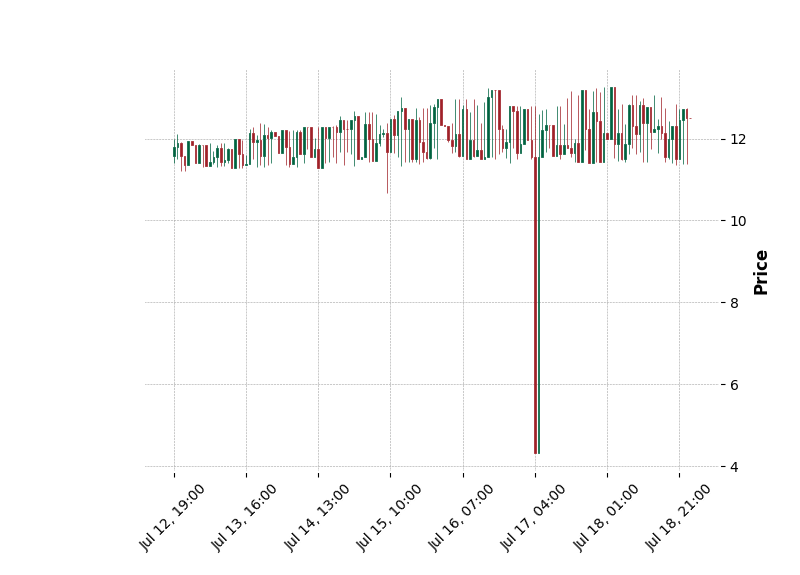 12
10
8
6
4
Price
Jul 12, 19:00
Jul 13, 16:00
Jul 14, 13:00
Jul 15, 10:00
Jul 16, 07:00
Jul 17, 04:00
Jul 18, 01:00
Jul 18, 21:00